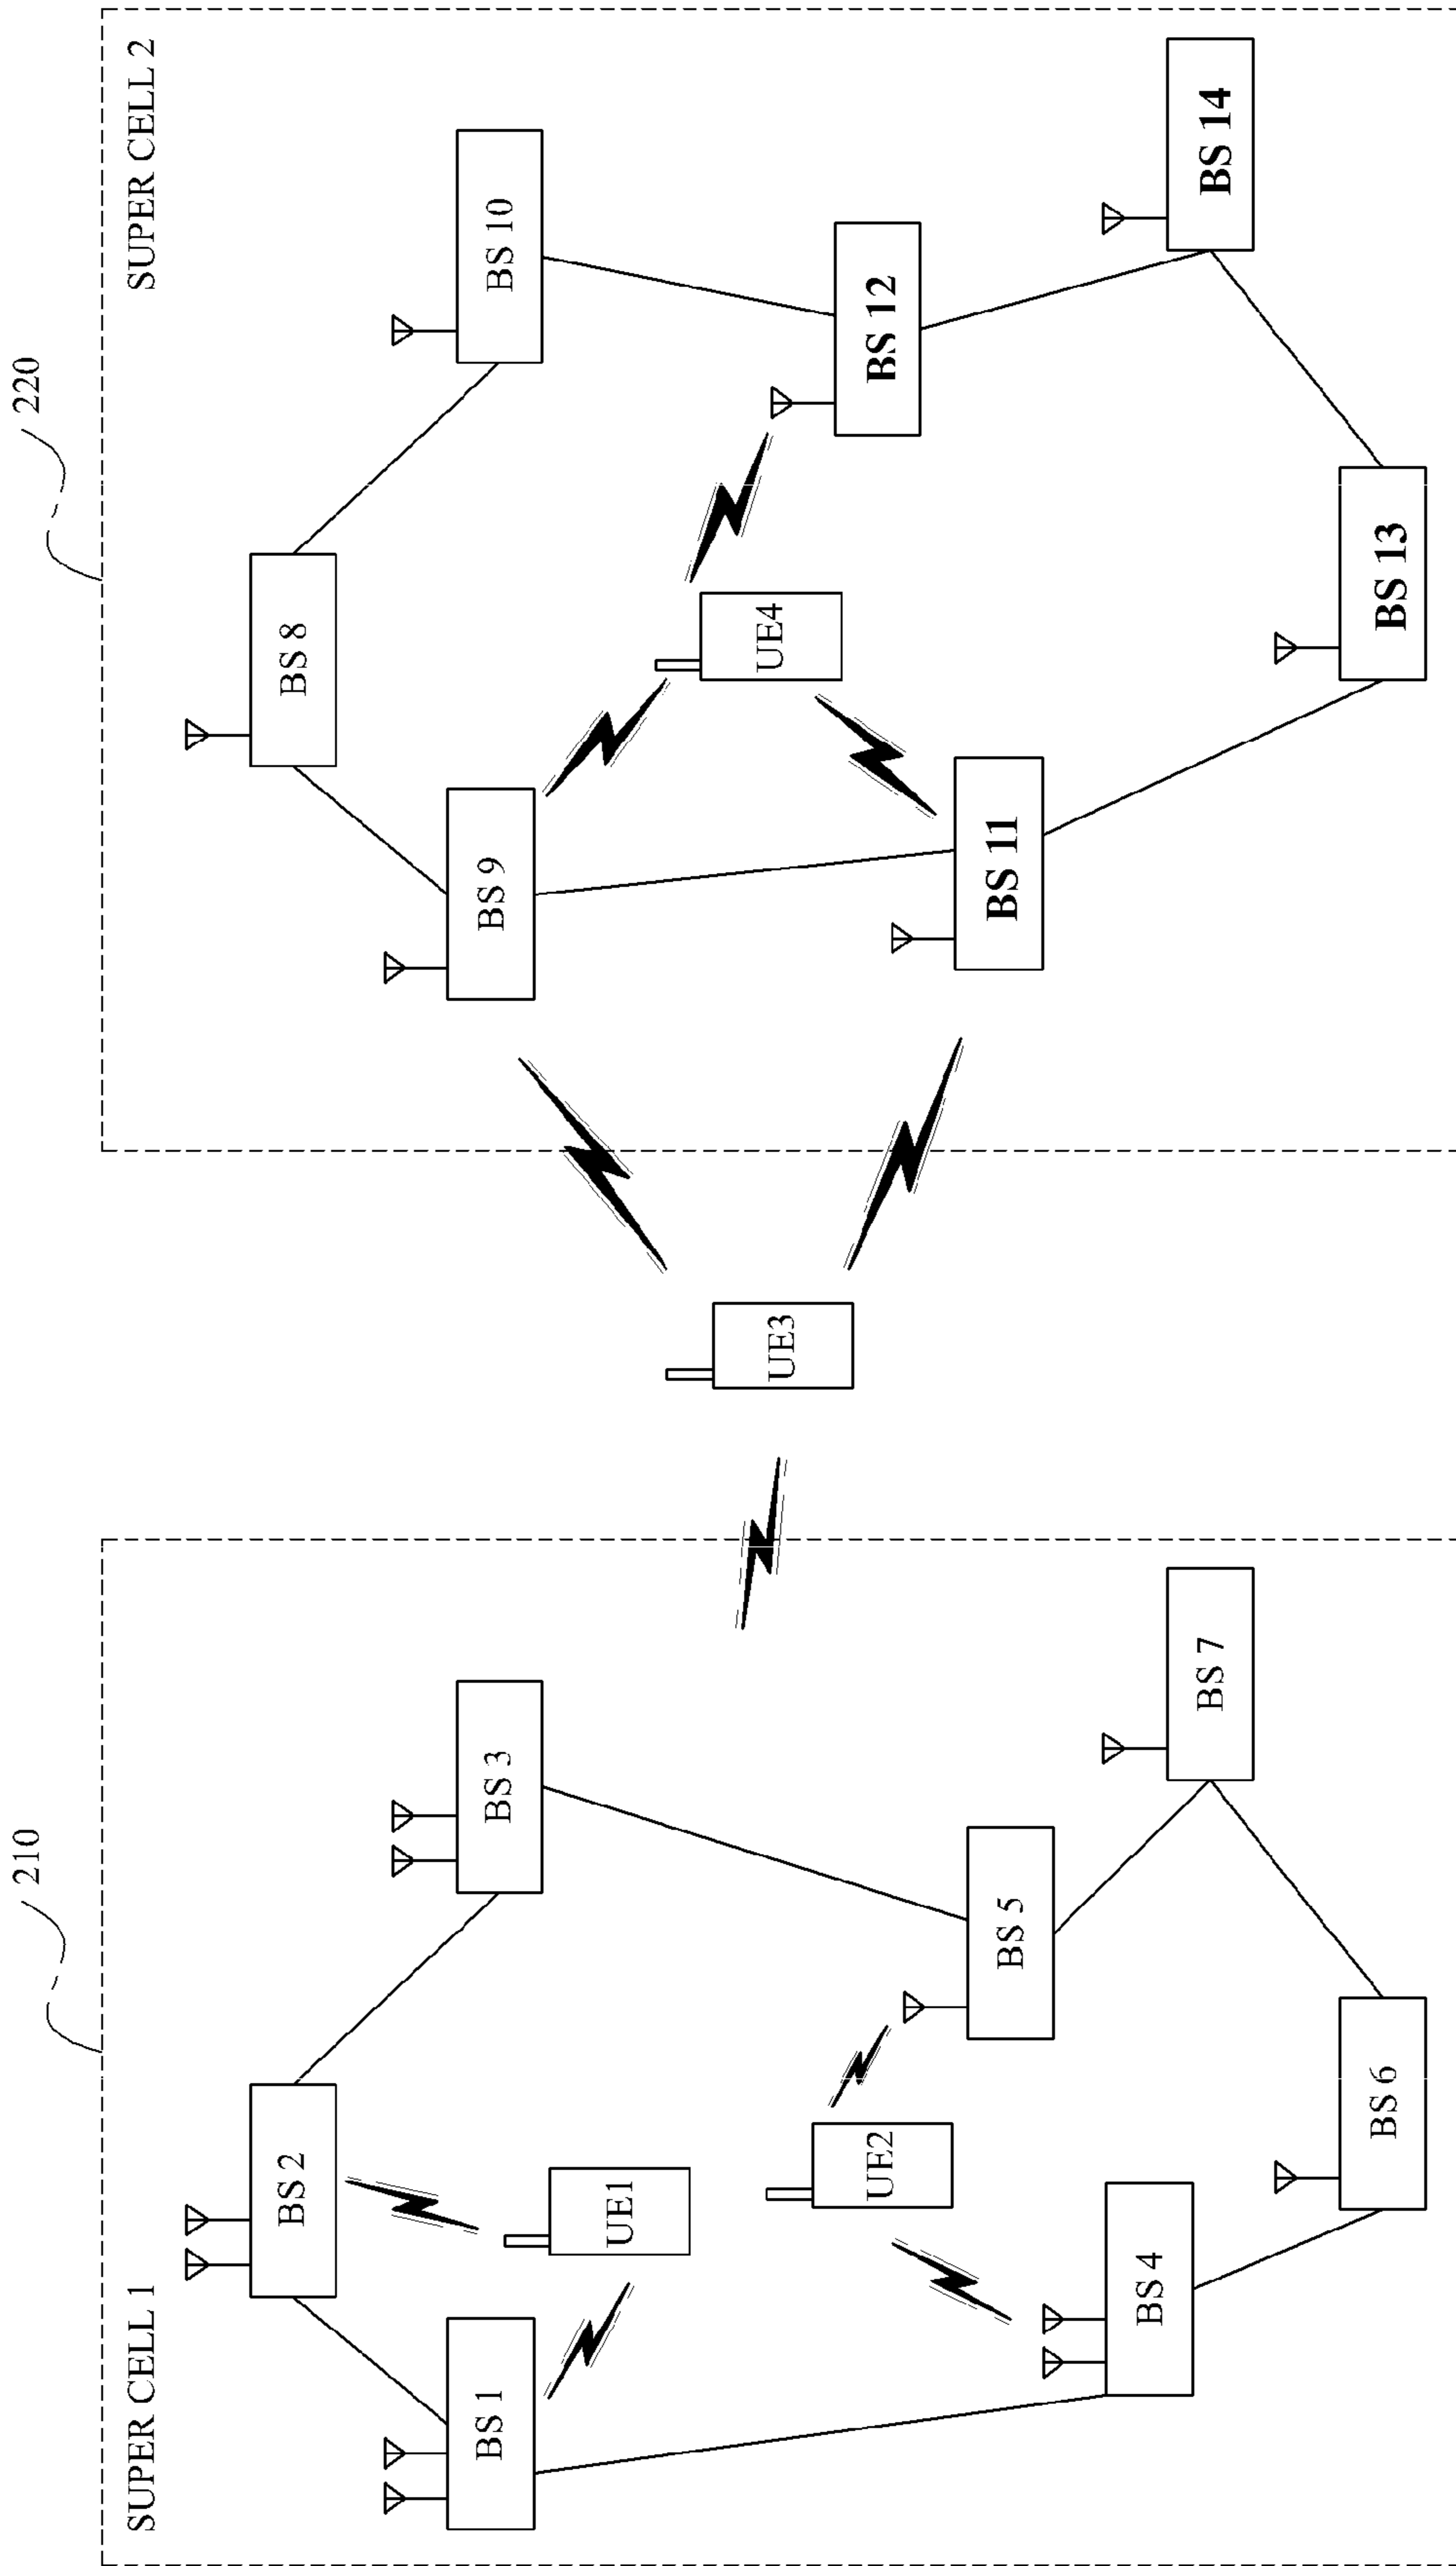 210
220
SUPER CELL 1
SUPER CELL 2
BS 2
BS 8
BS 1
BS 3
BS 9
BS 10
UE1
UE3
UE4
UE2
BS 12
BS 5
BS 11
BS 4
BS 7
BS 14
BS 6
BS 13